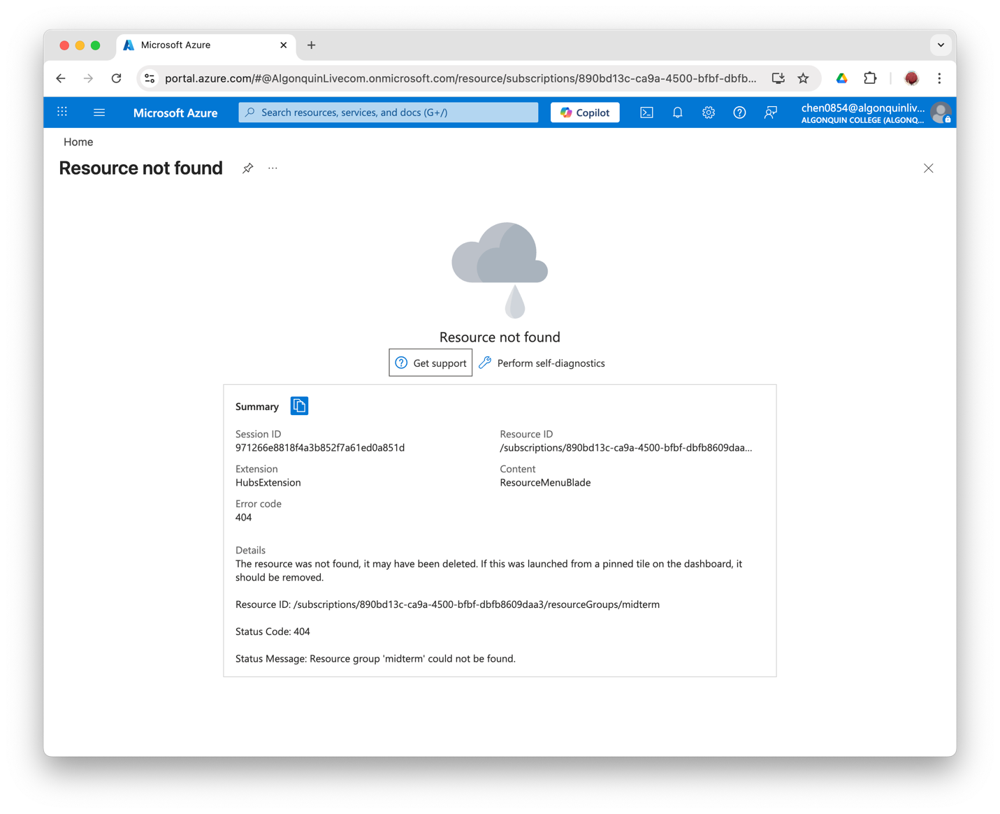 Microsoft Azure
portal.azure.com/#@AlgonquinLivecom.onmicrosoft.com/resource/subscriptions/890bd13c-ca9a-4500-bfbf-dbfb...
Microsoft Azure
Search resources, services, and docs (G+/)
Copilot
chen0854@algonquinliv...
ALGONQUIN COLLEGE (ALGONQ...
Home
Resource not found
Resource not found
Get support
Perform self-diagnostics
Summary
Session ID
971266e8818f4a3b852f7a61ed0a851d
Resource ID
/subscriptions/890bd13c-ca9a-4500-bfbf-dbfb8609daa...
Extension
HubsExtension
Content
ResourceMenuBlade
Error code
404
Details
The resource was not found, it may have been deleted. If this was launched from a pinned tile on the dashboard, it
should be removed.
Resource ID: /subscriptions/890bd13c-ca9a-4500-bfbf-dbfb8609daa3/resourceGroups/midterm
Status Code: 404
Status Message: Resource group 'midterm' could not be found.